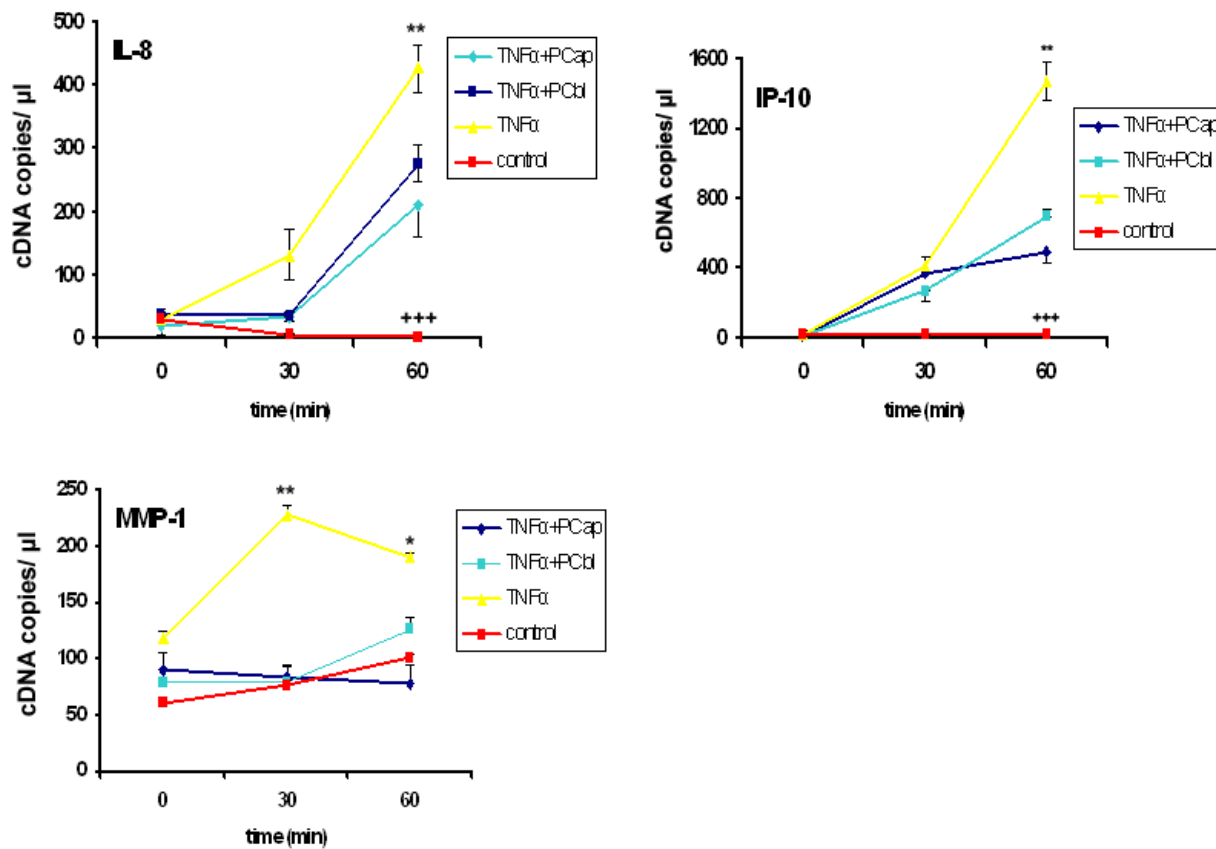 IL-8
cDNA copies/ µl
500
400
300
200
100
0
**
+++
0 30 60
time (min)
TNFα+PCap
TNFα+PCbl
TNFα
control
IP-10
cDNA copies/ µl
1600
1200
800
400
0
**
+++
0 30 60
time (min)
TNFα+PCap
TNFα+PCbl
TNFα
control
MMP-1
cDNA copies/ µl
250
200
150
100
50
0
**
*
0 30 60
time (min)
TNFα+PCap
TNFα+PCbl
TNFα
control